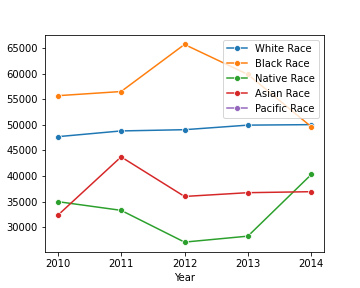 65000
60000
55000
50000
45000
40000
35000
30000
White Race
Black Race
Native Race
Asian Race
Pacific Race
2010 2011 2012 2013 2014
Year